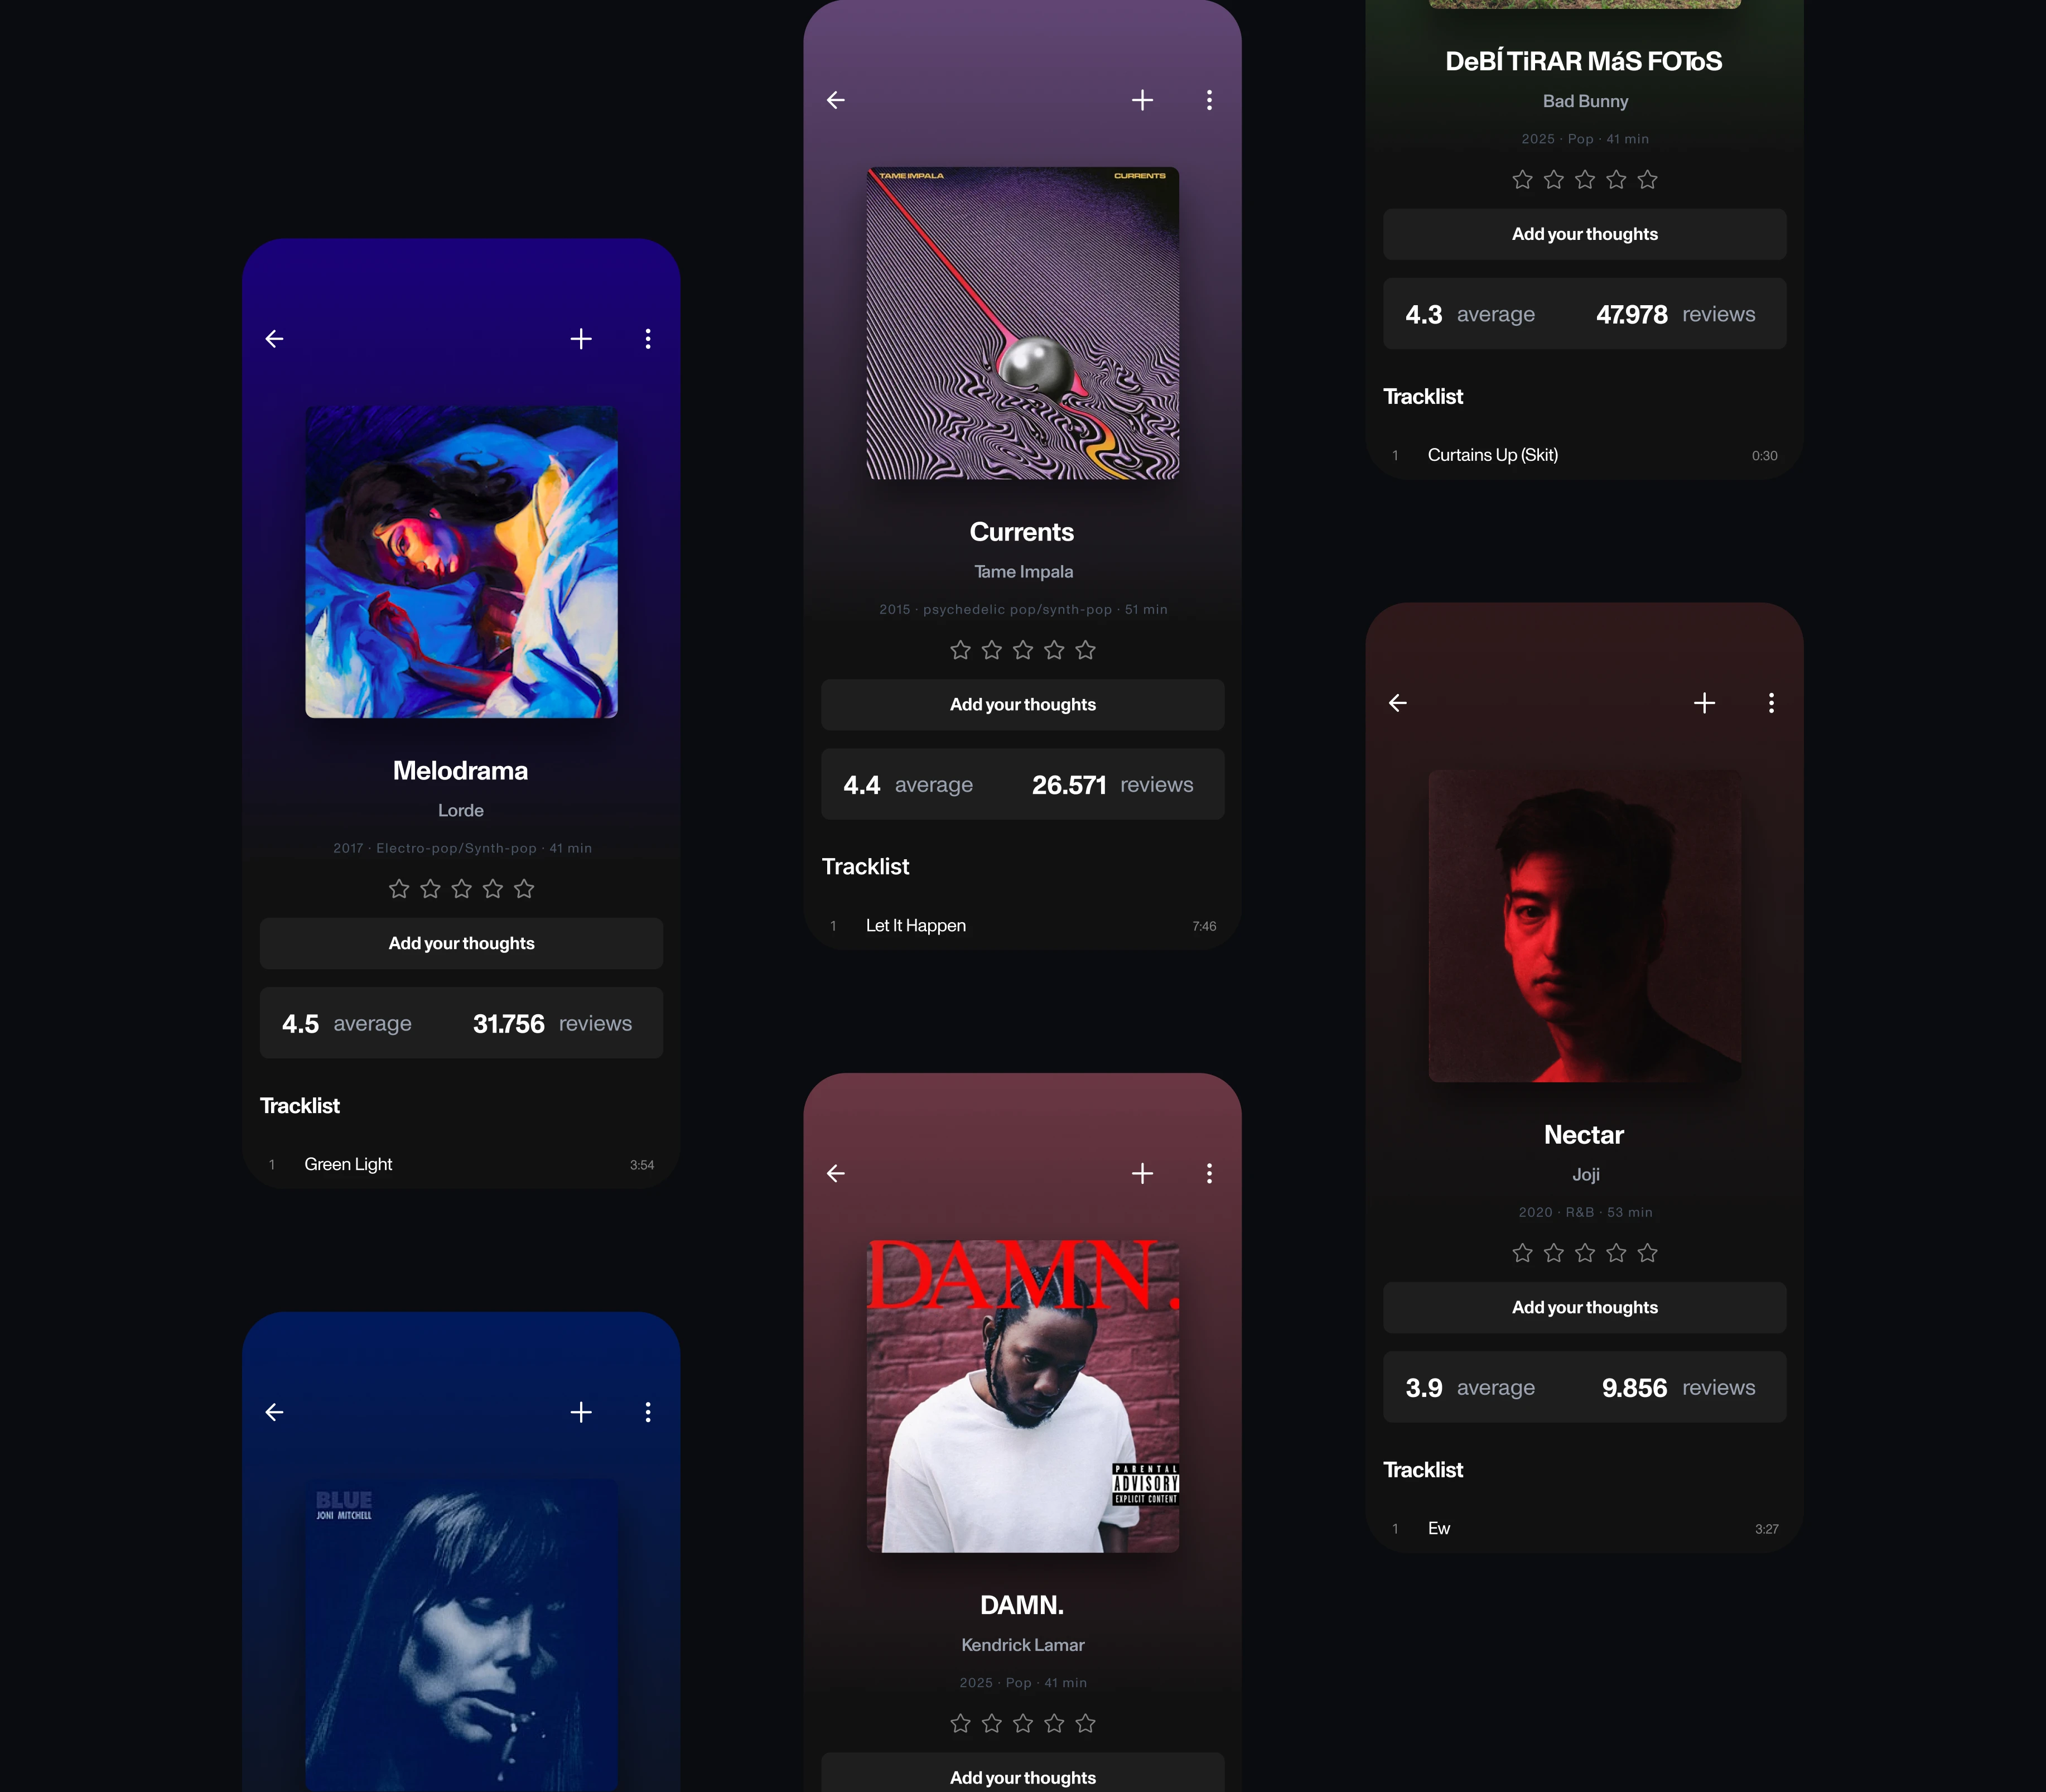 Melodrama
Lorde
2017 · Electro-pop/Synth-pop · 41 min
Add your thoughts
4.5 average 31.756 reviews
Tracklist
1 Green Light 3:54
BLUE
JONI MITCHELL
TAME IMPALA CURRENTS
Currents
Tame Impala
2015 · psychedelic pop/synth-pop · 51 min
Add your thoughts
4.4 average 26.571 reviews
Tracklist
1 Let It Happen 7:46
DAMN.
PARENTAL
ADVISORY
EXPLICIT CONTENT
DAMN.
Kendrick Lamar
2025 · Pop · 41 min
Add your thoughts
DeBÍ TiRAR MáS FOToS
Bad Bunny
2025 · Pop · 41 min
Add your thoughts
4.3 average 47.978 reviews
Tracklist
1 Curtains Up (Skit) 0:30
Nectar
Joji
2020 · R&B · 53 min
Add your thoughts
3.9 average 9.856 reviews
Tracklist
1 Ew 3:27